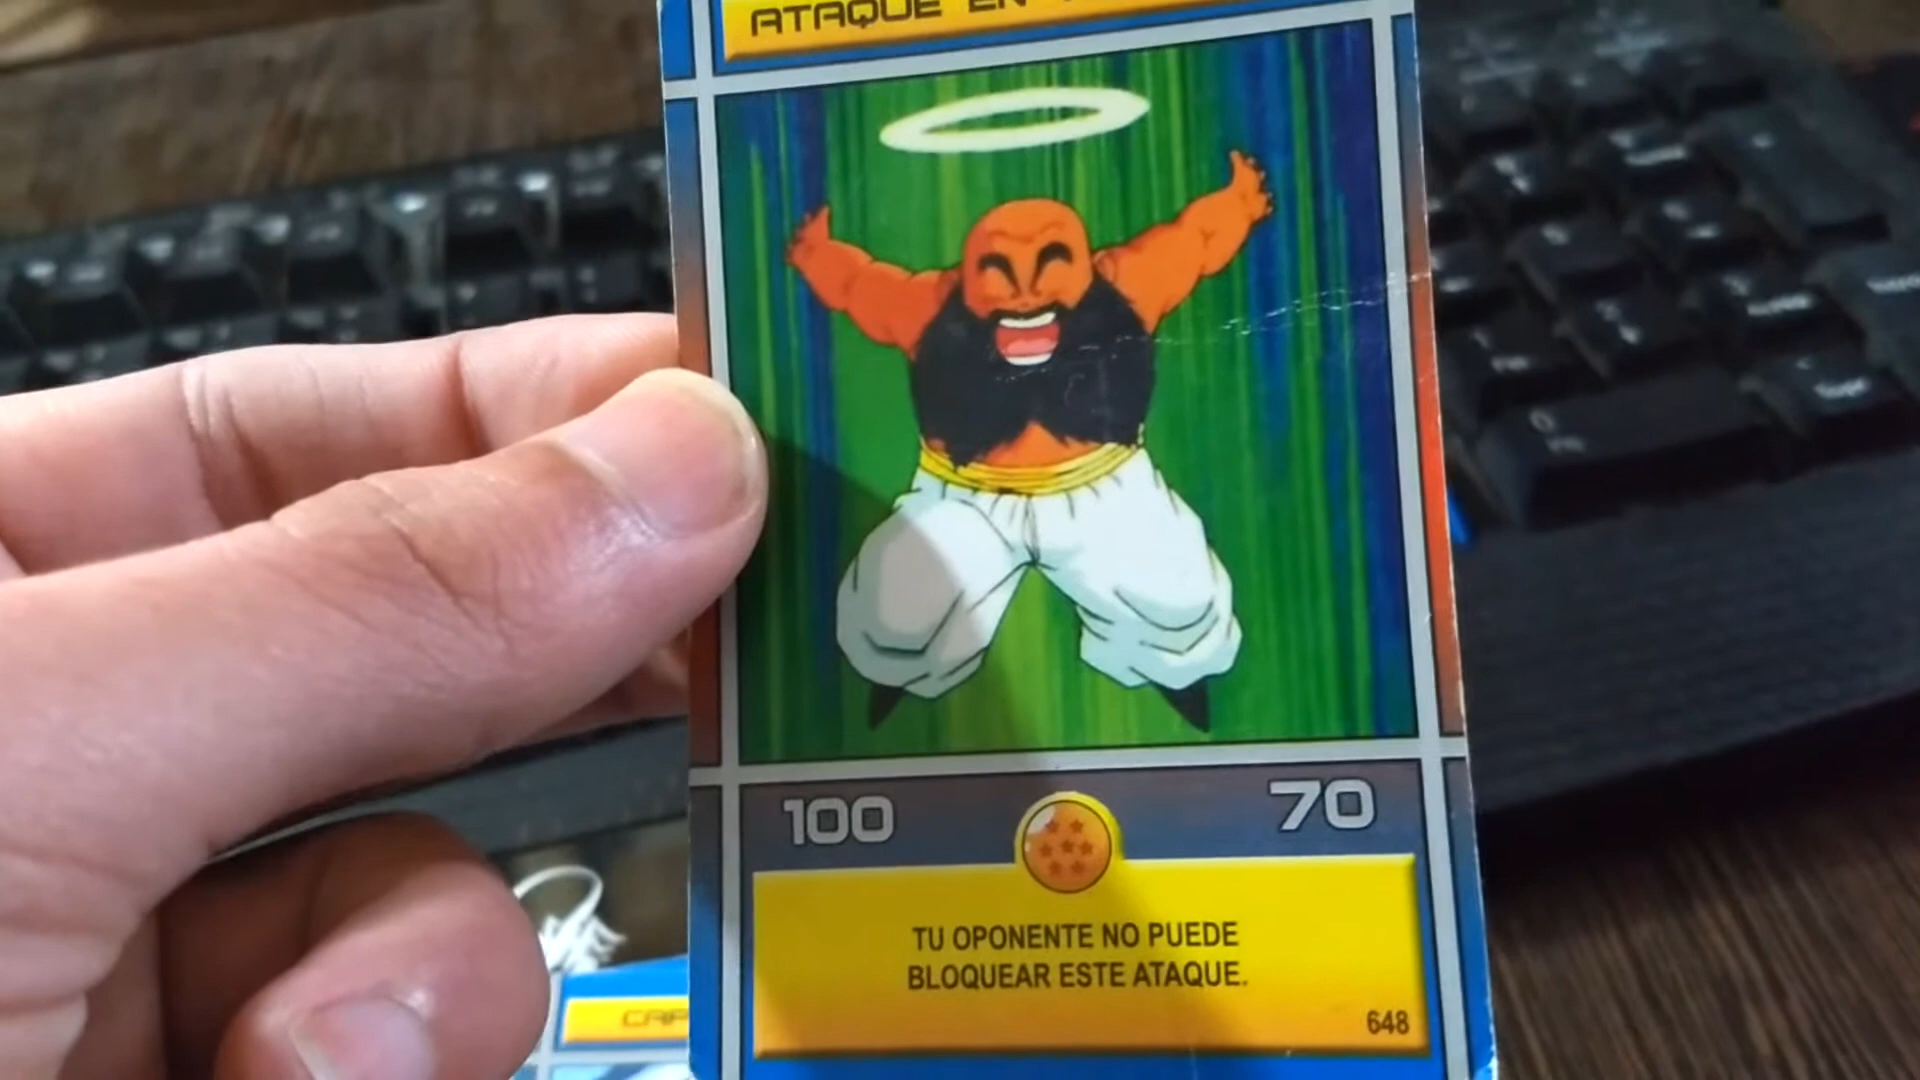 ATAQUE EN
100
70
TU OPONENTE NO PUEDE
BLOQUEAR ESTE ATAQUE.
648